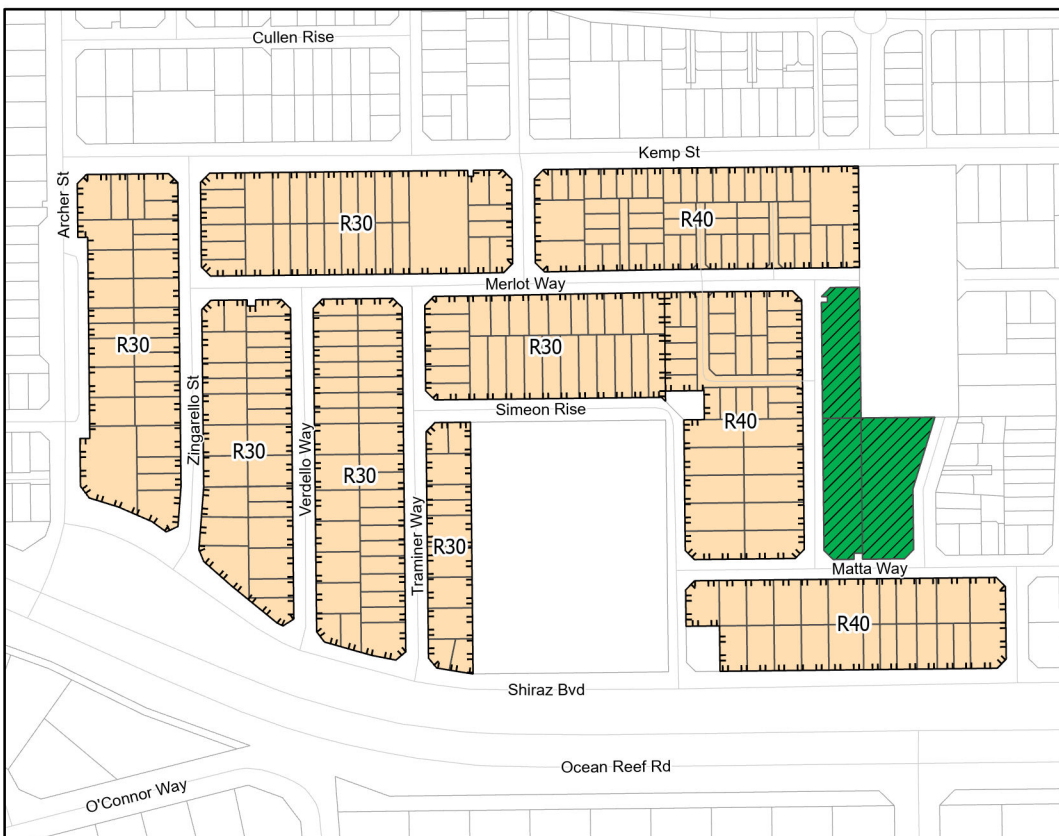 Cullen Rise
Kemp St
Archer St
R30
R40
Merlot Way
R30
R30
Simeon Rise
R40
Zingarello St
R30
Verdello Way
R30
Traminer Way
R30
Matta Way
R40
Shiraz Bvd
Ocean Reef Rd
O'Connor Way